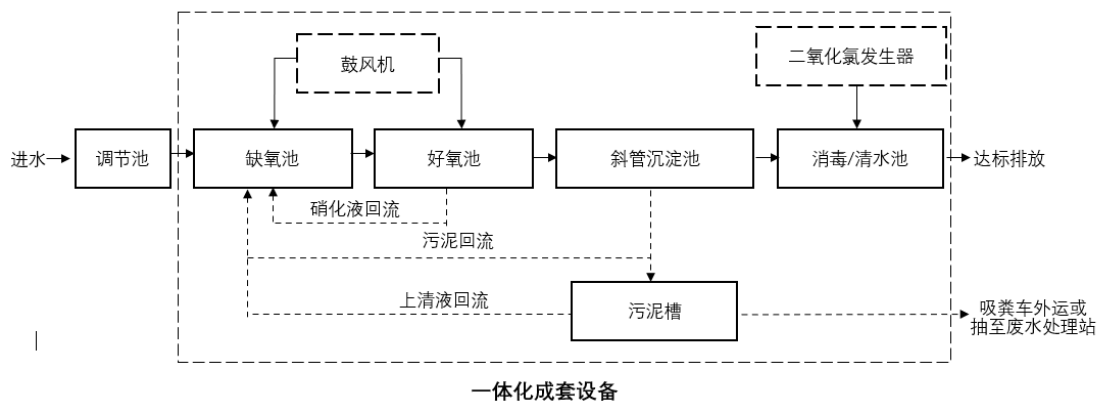 鼓风机
二氧化氯发生器
进水
调节池
缺氧池
好氧池
斜管沉淀池
消毒/清水池
达标排放
硝化液回流
污泥回流
上清液回流
污泥槽
吸粪车外运或
抽至废水处理站
一体化成套设备